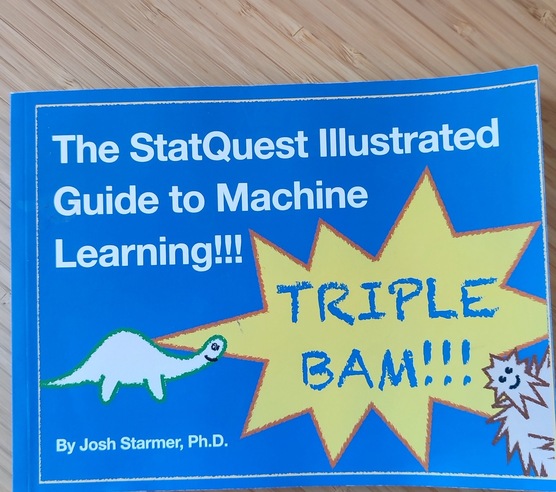 The StatQuest Illustrated
Guide to Machine
Learning!!!
TRIPLE
BAM!!!
By Josh Starmer, Ph.D.